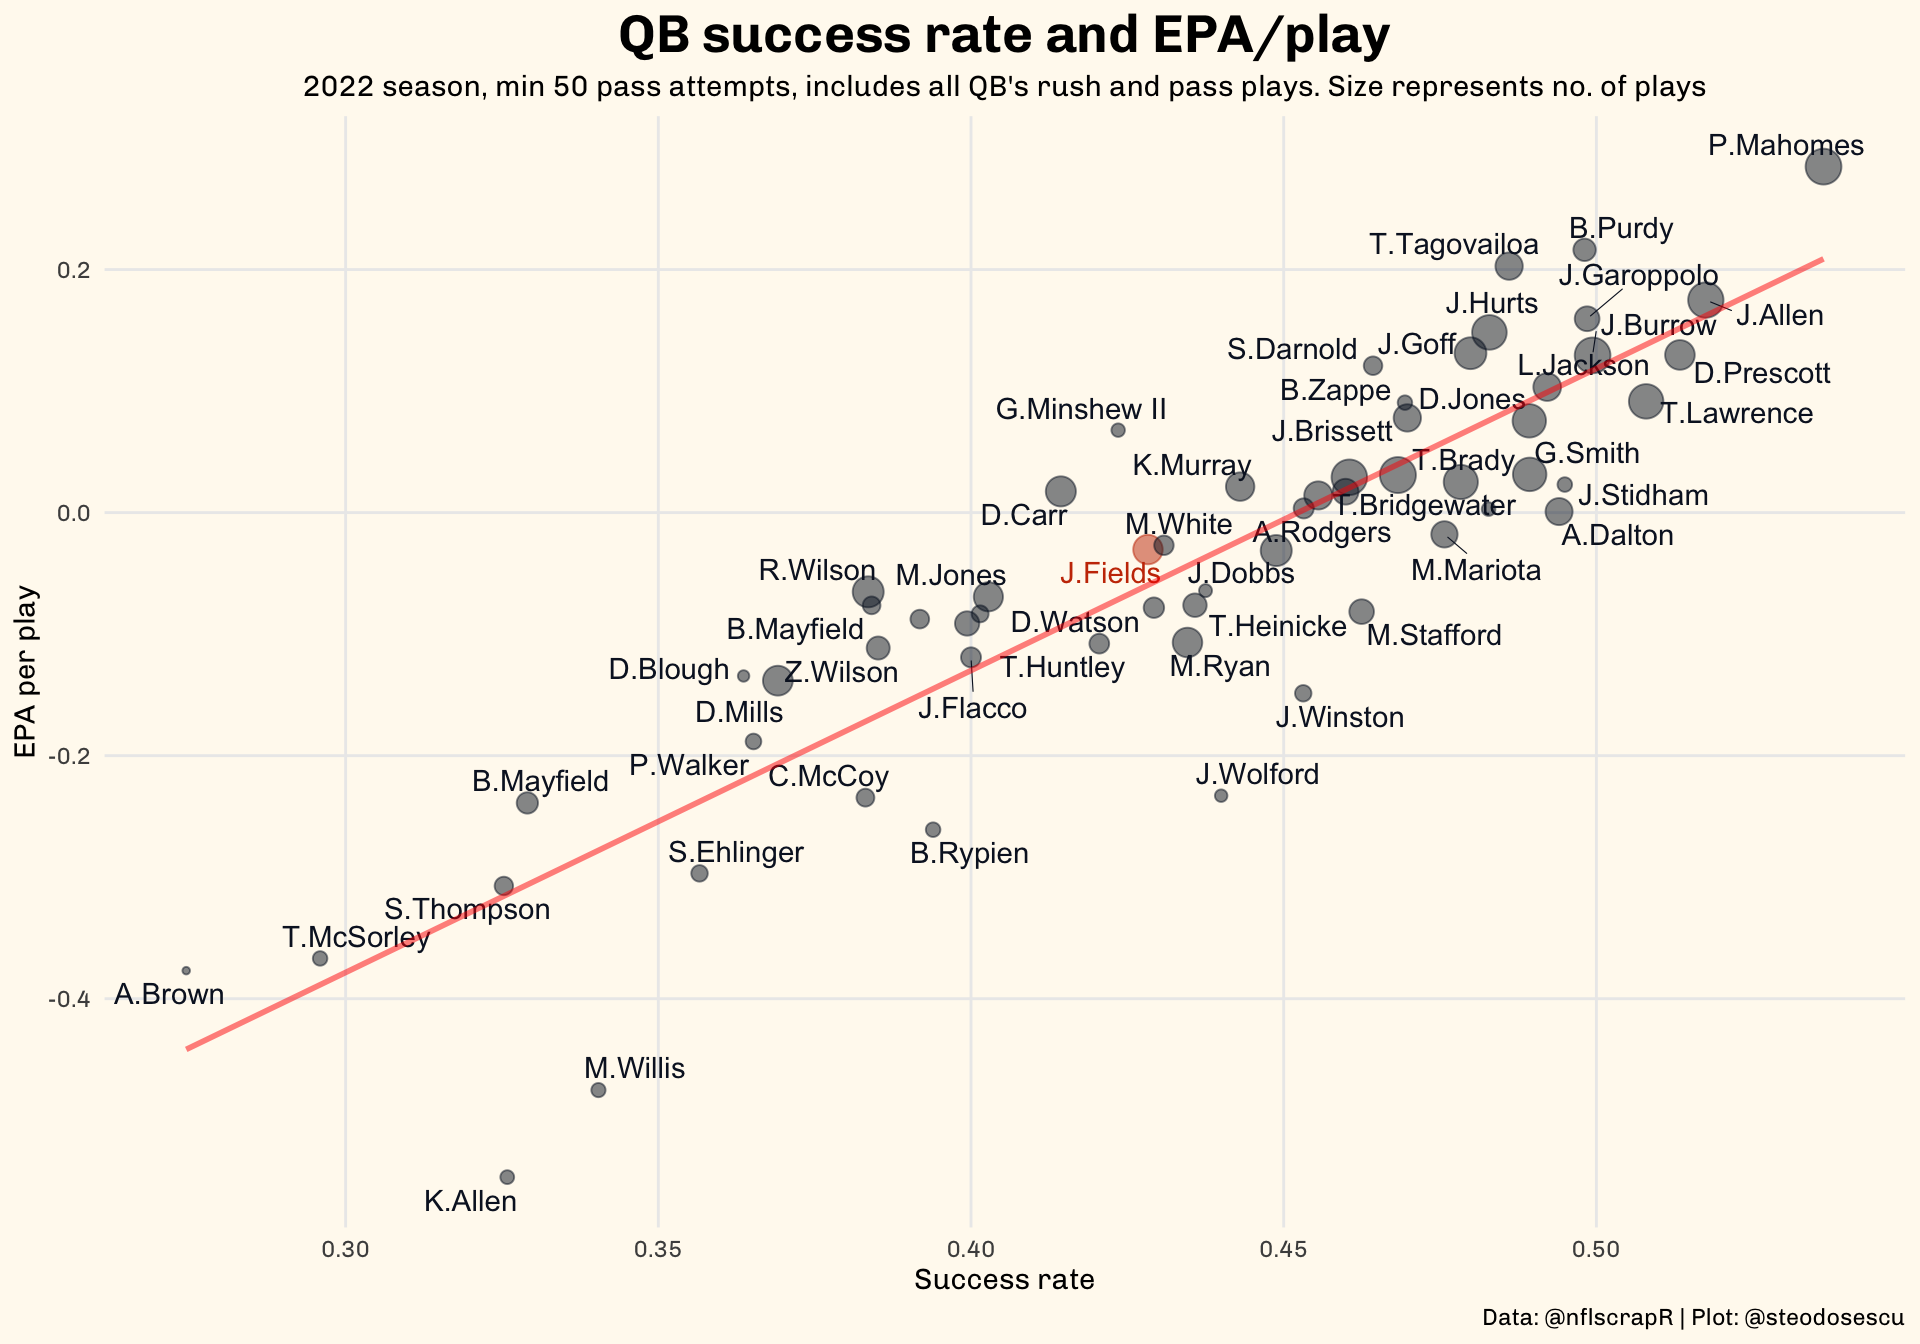 QB success rate and EPA/play
2022 season, min 50 pass attempts, includes all QB's rush and pass plays. Size represents no. of plays
P.Mahomes
B.Purdy
T.Tagovailoa
J.Garoppolo
J.Hurts
J.Allen
J.Burrow
S.Darnold
J.Goff
L.Jackson
D.Prescott
B.Zappe
D.Jones
G.Minshew II
T.Lawrence
J.Brissett
G.Smith
T.Brady
K.Murray
J.Stidham
T.Bridgewater
D.Carr
M.White
A.Rodgers
A.Dalton
R.Wilson
M.Jones
J.Fields
J.Dobbs
M.Mariota
D.Watson
B.Mayfield
T.Heinicke
M.Stafford
D.Blough
Z.Wilson
T.Huntley
M.Ryan
D.Mills
J.Flacco
J.Winston
P.Walker
C.McCoy
B.Mayfield
J.Wolford
S.Ehlinger
B.Rypien
S.Thompson
T.McSorley
A.Brown
M.Willis
K.Allen
EPA per play
0.2
0.0
-0.2
-0.4
0.30
0.35
0.40
0.45
0.50
Success rate
Data: @nflscrapR | Plot: @steodosescu